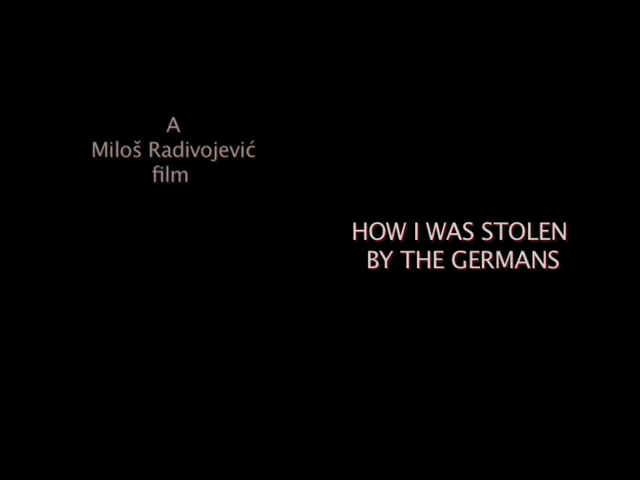 A
Miloš Radivojević
film
HOW I WAS STOLEN
BY THE GERMANS